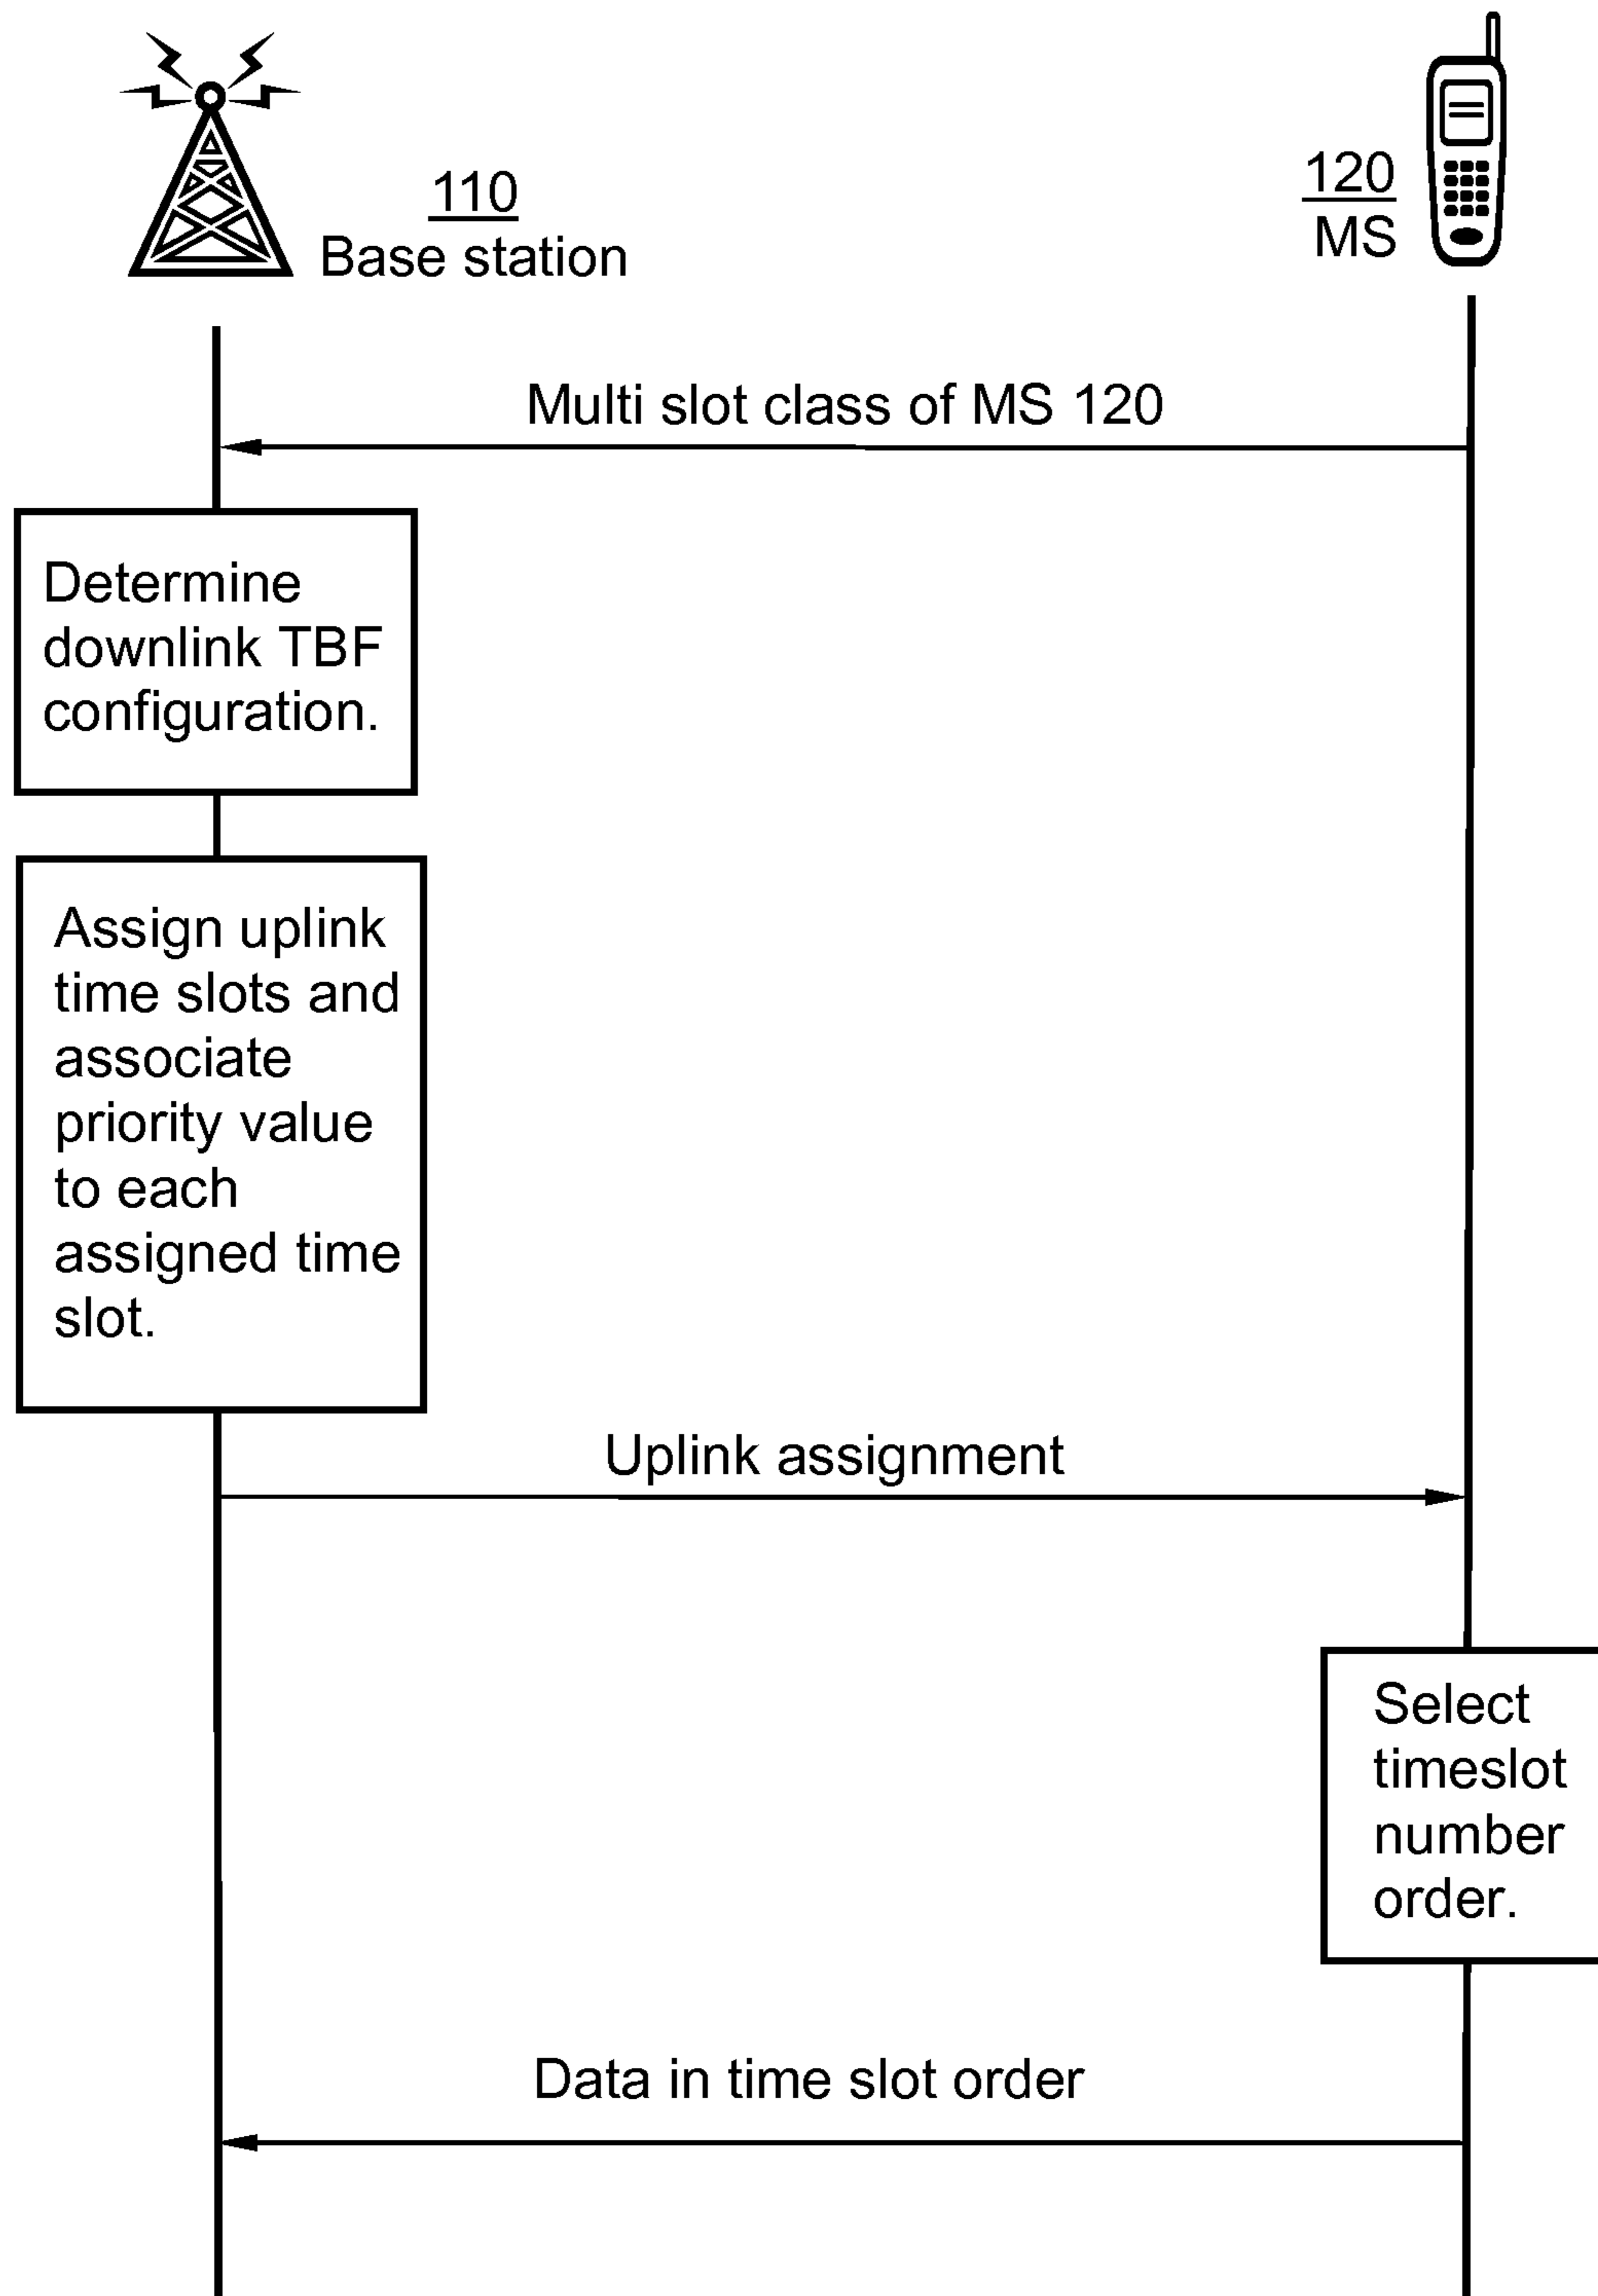 110
Base station
120
MS
Multi slot class of MS 120
Determine
downlink TBF
configuration.
Assign uplink
time slots and
associate
priority value
to each
assigned time
slot.
Uplink assignment
Select
timeslot
number
order.
Data in time slot order